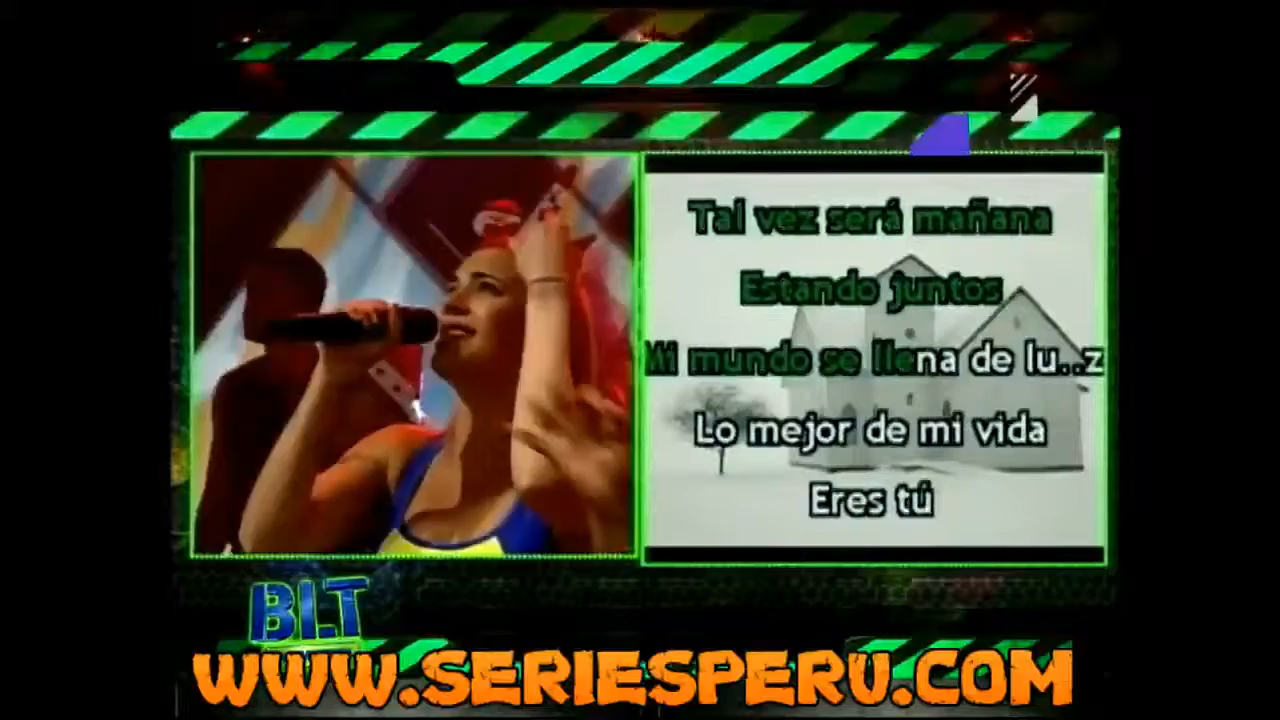 Tal vez será mañana
Estando juntos
Mi mundo se llena de lu..z
Lo mejor de mi vida
Eres tú
BLT
WWW.SERIESPERU.COM